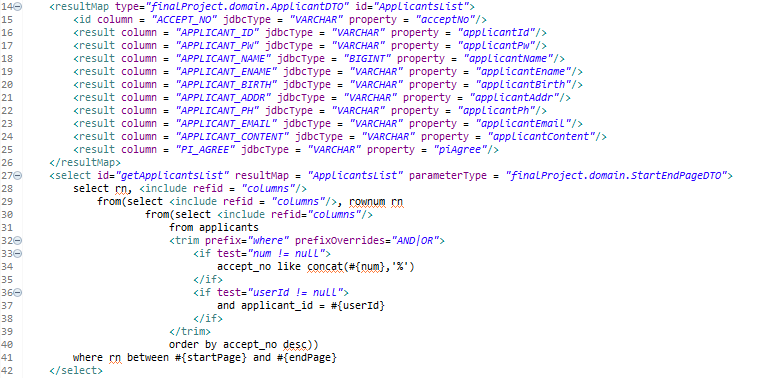 14 <resultMap type="finalProject.domain.ApplicantDTO" id="ApplicantsList">
15 <id column = "ACCEPT_NO" jdbcType = "VARCHAR" property = "acceptNo"/>
16 <result column = "APPLICANT_ID" jdbcType = "VARCHAR" property = "applicantId"/>
17 <result column = "APPLICANT_PW" jdbcType = "VARCHAR" property = "applicantPw"/>
18 <result column = "APPLICANT_NAME" jdbcType = "BIGINT" property = "applicantName"/>
19 <result column = "APPLICANT_ENAME" jdbcType = "VARCHAR" property = "applicantEname"/>
20 <result column = "APPLICANT_BIRTH" jdbcType = "VARCHAR" property = "applicantBirth"/>
21 <result column = "APPLICANT_ADDR" jdbcType = "VARCHAR" property = "applicantAddr"/>
22 <result column = "APPLICANT_PH" jdbcType = "VARCHAR" property = "applicantPh"/>
23 <result column = "APPLICANT_EMAIL" jdbcType = "VARCHAR" property = "applicantEmail"/>
24 <result column = "APPLICANT_CONTENT" jdbcType = "VARCHAR" property = "applicantContent"/>
25 <result column = "PI_AGREE" jdbcType = "VARCHAR" property = "piAgree"/>
26 </resultMap>
27 <select id="getApplicantsList" resultMap = "ApplicantsList" parameterType = "finalProject.domain.StartEndPageDTO">
28 select rn, <include refid = "columns"/>
29 from(select <include refid = "columns"/>, rownum rn
30 from(select <include refid="columns"/>
31 from applicants
32 <trim prefix="where" prefixOverrides="AND|OR">
33 <if test="num != null">
34 accept_no like concat(#{num},'%')
35 </if>
36 <if test="userId != null">
37 and applicant_id = #{userId}
38 </if>
39 </trim>
40 order by accept_no desc))
41 where rn between #{startPage} and #{endPage}
42 </select>